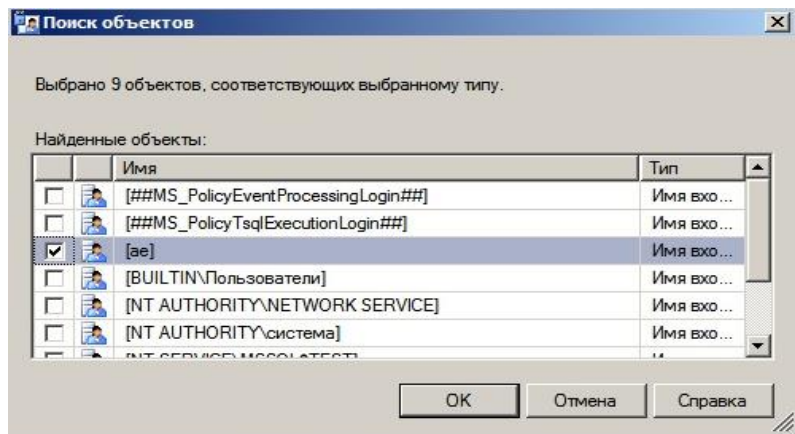 Поиск объектов
Выбрано 9 объектов, соответствующих выбранному типу.
Найденные объекты:
Имя Тип
[##MS_PolicyEventProcessingLogin##] Имя вхо...
[##MS_PolicyTsqlExecutionLogin##] Имя вхо...
[ae] Имя вхо...
[BUILTIN\Пользователи] Имя вхо...
[NT AUTHORITY\NETWORK SERVICE] Имя вхо...
[NT AUTHORITY\система] Имя вхо...
OK Отмена Справка